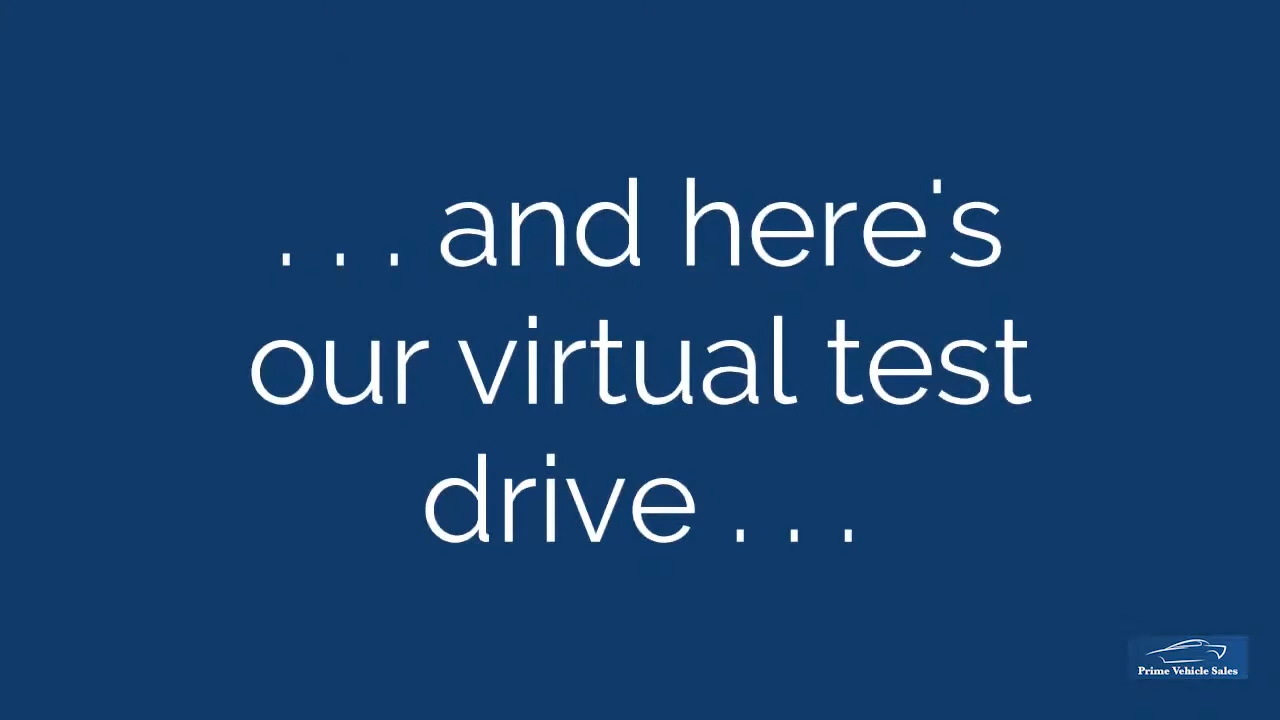 . . . and here's
our virtual test
drive . . .
Prime Vehicle Sales